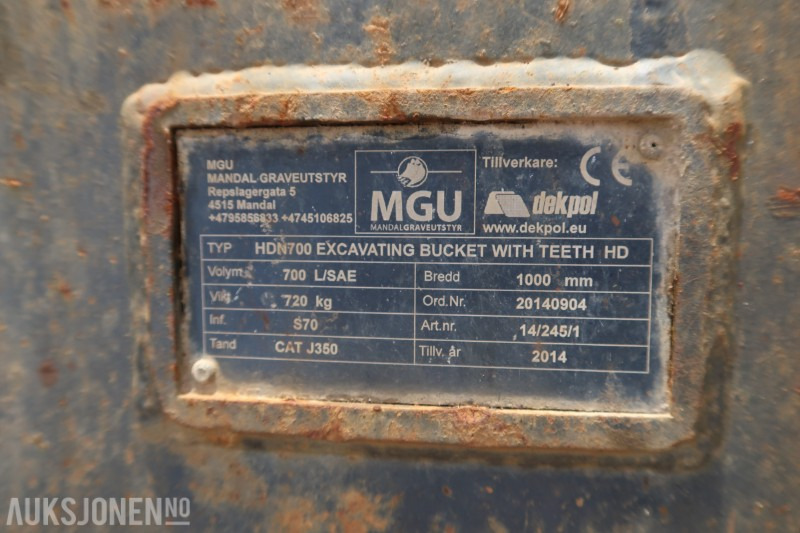 MGU
MANDAL GRAVEUTSTYR
Repslagergata 5
4515 Mandal
+4795856833 +4745106825
MGU
MANDALGRAVEUTSTYR
Tillverkare: CE
dekpol
www.dekpol.eu
TYP HDN700 EXCAVATING BUCKET WITH TEETH HD
Volym 700 L/SAE Bredd 1000 mm
Vikt 720 kg Ord.Nr. 20140904
Inf. S70 Art.nr. 14/245/1
Tand CAT J350 Tillv. år 2014
AUKSJONEN.NO